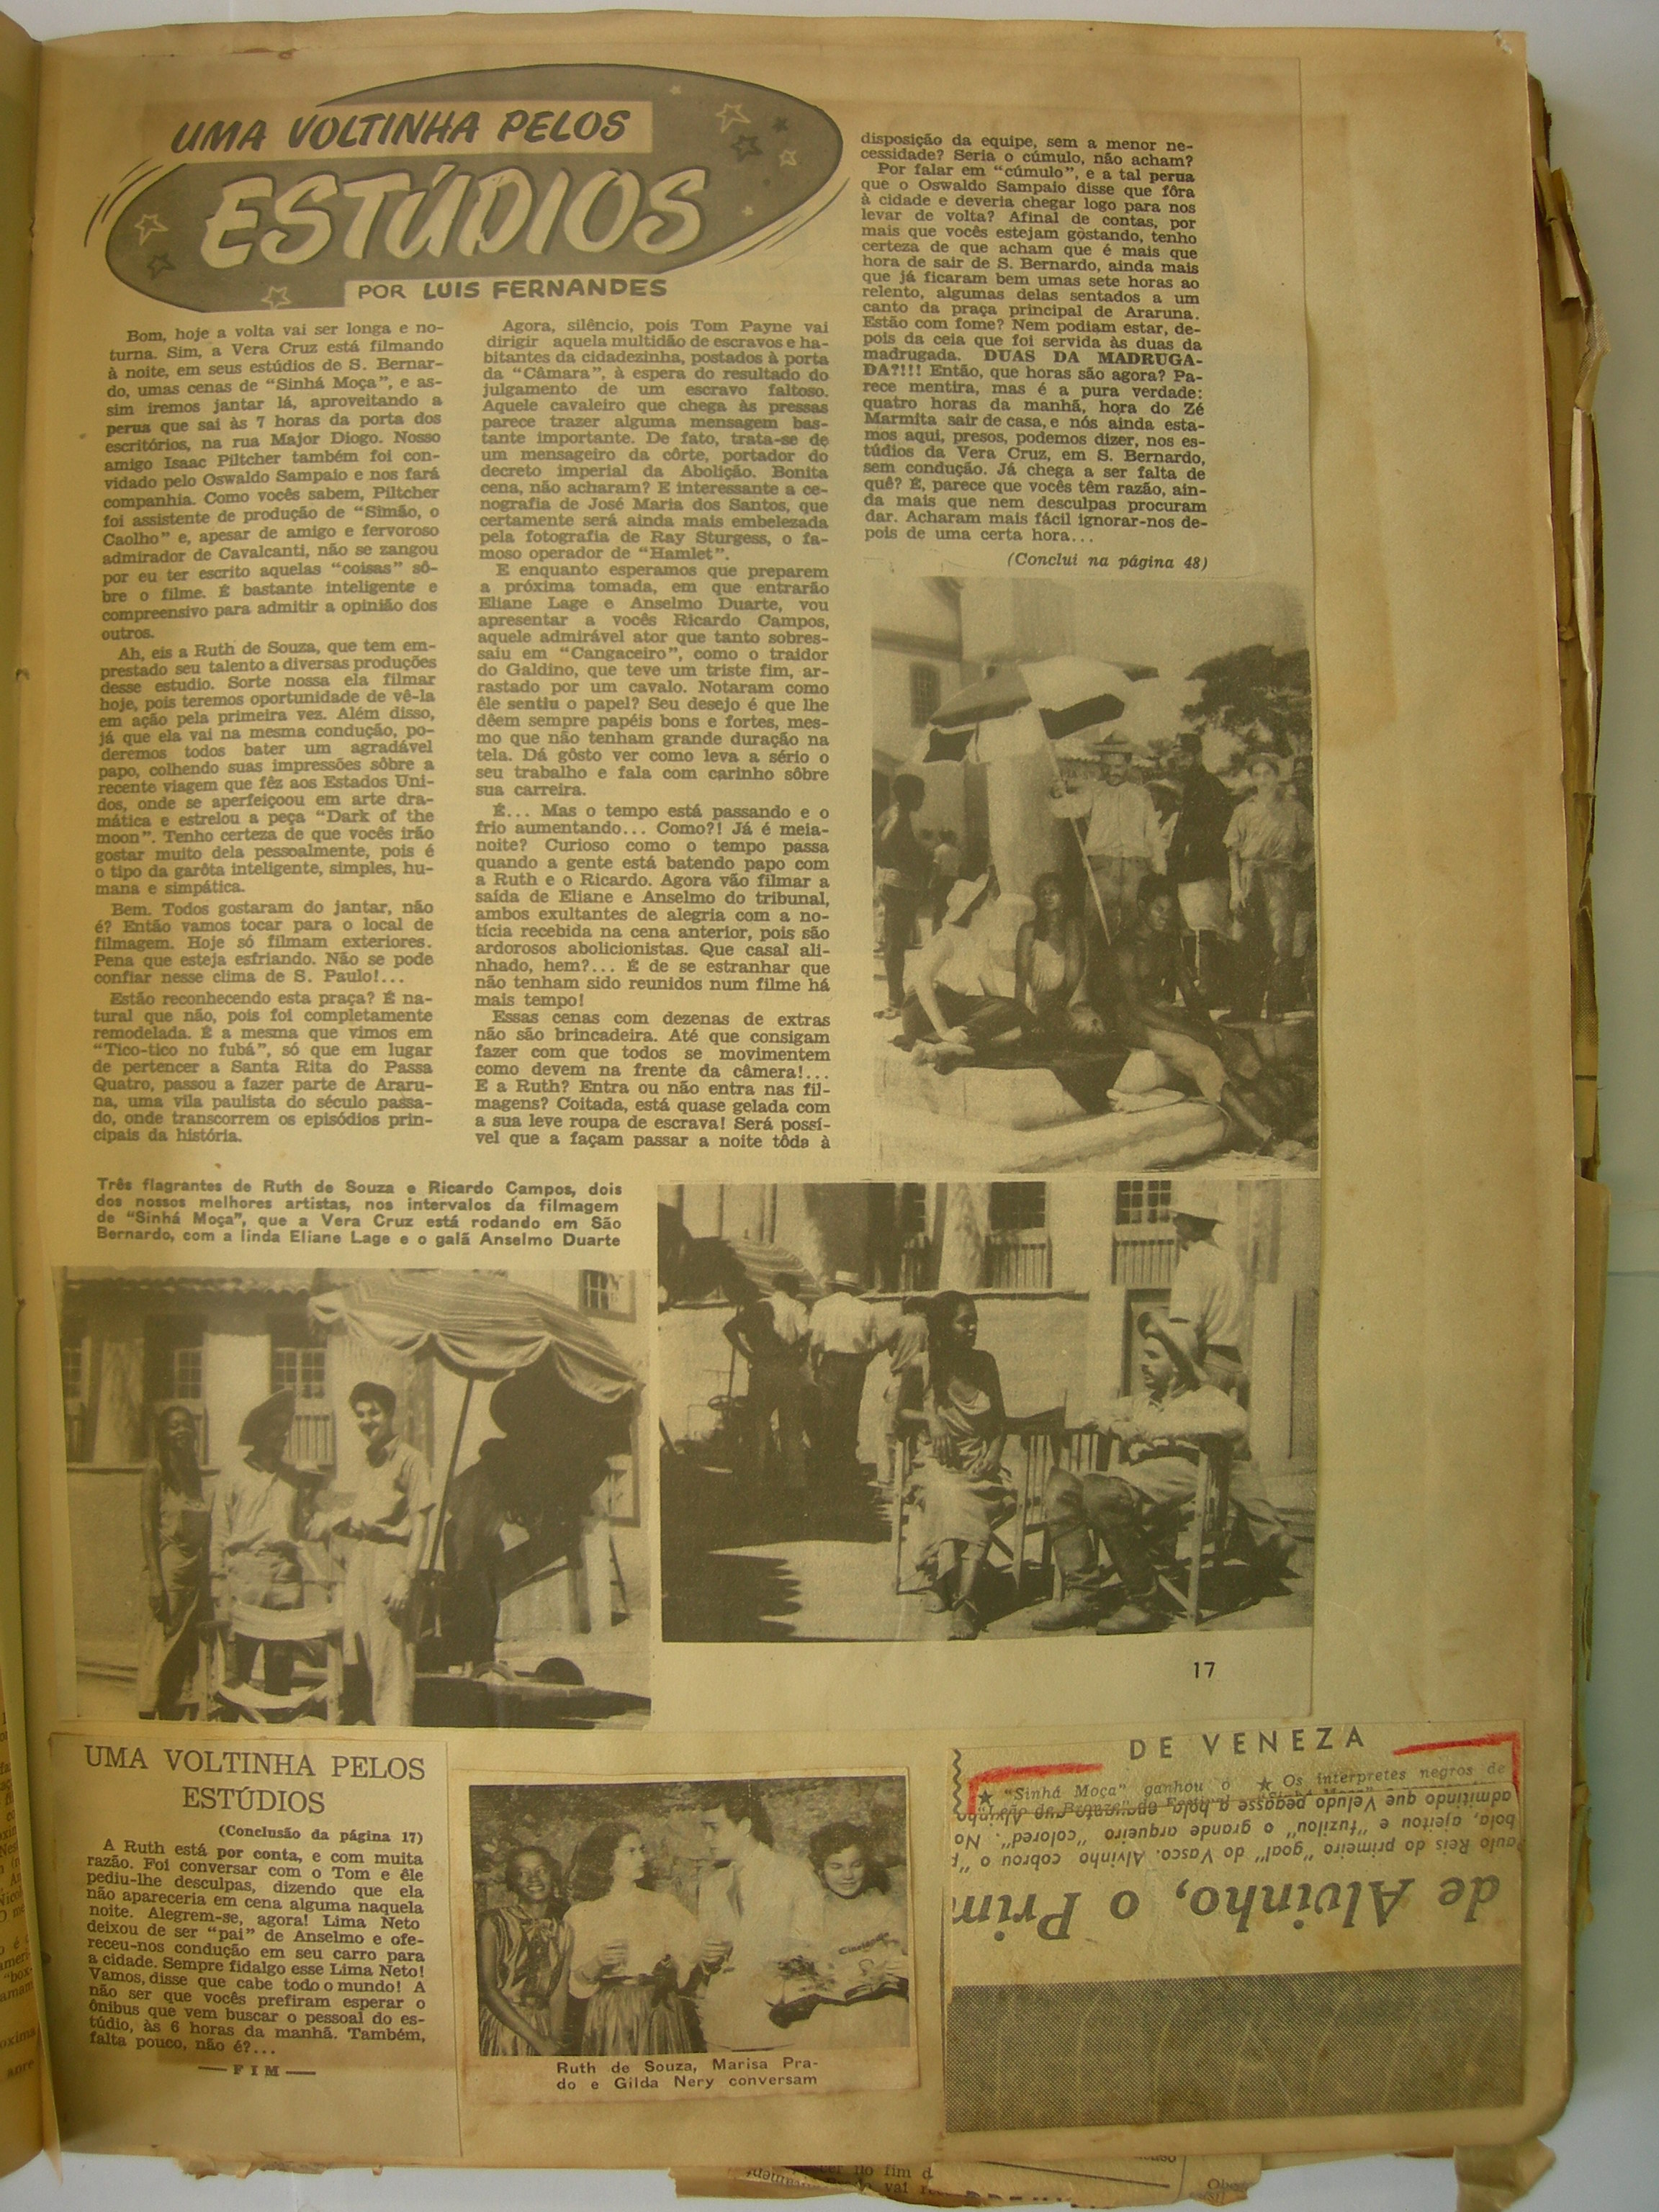 UMA VOLTINHA PELOS
ESTÚDIOS
POR LUIS FERNANDES
Bom, hoje a volta vai ser longa e no-
turna. Sim, a Vera Cruz está filmando
à noite, em seus estúdios de S. Bernar-
do, umas cenas de "Sinhá Moça", e as-
sim iremos jantar lá, aproveitando a
perua que sai às 7 horas da porta dos
escritórios, na rua Major Diogo. Nosso
amigo Isaac Piltcher também foi con-
vidado pelo Oswaldo Sampaio e nos fará
companhia. Como vocês sabem, Piltcher
foi assistente de produção de "Simão, o
Caolho" e, apesar de amigo e fervoroso
admirador de Cavalcanti, não se zangou
por eu ter escrito aquelas "coisas" sô-
bre o filme. É bastante inteligente e
compreensivo para admitir a opinião dos
outros.
Ah, eis a Ruth de Souza, que tem em-
prestado seu talento a diversas produções
desse estudio. Sorte nossa ela filmar
hoje, pois teremos oportunidade de vê-la
em ação pela primeira vez. Além disso,
já que ela vai na mesma condução, po-
deremos todos bater um agradável
papo, colhendo suas impressões sôbre a
recente viagem que fêz aos Estados Uni-
dos, onde se aperfeiçoou em arte dra-
mática e estrelou a peça "Dark of the
moon". Tenho certeza de que vocês irão
gostar muito dela pessoalmente, pois é
o tipo da garôta inteligente, simples, hu-
mana e simpática.
Bem. Todos gostaram do jantar, não
é? Então vamos tocar para o local de
filmagem. Hoje só filmam exteriores.
Pena que esteja esfriando. Não se pode
confiar nesse clima de S. Paulo!...
Estão reconhecendo esta praça? É na-
tural que não, pois foi completamente
remodelada. É a mesma que vimos em
"Tico-tico no fubá", só que em lugar
de pertencer a Santa Rita do Passa
Quatro, passou a fazer parte de Araru-
na, uma vila paulista do século passa-
do, onde transcorrem os episódios prin-
cipais da história.
Agora, silêncio, pois Tom Payne vai
dirigir aquela multidão de escravos e ha-
bitantes da cidadezinha, postados à porta
da "Câmara", à espera do resultado do
julgamento de um escravo faltoso.
Aquele cavaleiro que chega às pressas
parece trazer alguma mensagem bas-
tante importante. De fato, trata-se de
um mensageiro da côrte, portador do
decreto imperial da Abolição. Bonita
cena, não acharam? E interessante a ce-
nografia de José Maria dos Santos, que
certamente será ainda mais embelezada
pela fotografia de Ray Sturgess, o fa-
moso operador de "Hamlet".
E enquanto esperamos que preparem
a próxima tomada, em que entrarão
Eliane Lage e Anselmo Duarte, vou
apresentar a vocês Ricardo Campos,
aquele admirável ator que tanto sobres-
saiu em "Cangaceiro", como o traidor
do Galdino, que teve um triste fim, ar-
rastado por um cavalo. Notaram como
êle sentiu o papel? Seu desejo é que lhe
dêem sempre papéis bons e fortes, mes-
mo que não tenham grande duração na
tela. Dá gôsto ver como leva a sério o
seu trabalho e fala com carinho sôbre
sua carreira.
É... Mas o tempo está passando e o
frio aumentando... Como?! Já é meia-
noite? Curioso como o tempo passa
quando a gente está batendo papo com
a Ruth e o Ricardo. Agora vão filmar a
saída de Eliane e Anselmo do tribunal,
ambos exultantes de alegria com a no-
tícia recebida na cena anterior, pois são
ardorosos abolicionistas. Que casal ali-
nhado, hem?... É de se estranhar que
não tenham sido reunidos num filme há
mais tempo!
Essas cenas com dezenas de extras
não são brincadeira. Até que consigam
fazer com que todos se movimentem
como devem na frente da câmera!...
E a Ruth? Entra ou não entra nas fil-
magens? Coitada, está quase gelada com
a sua leve roupa de escrava! Será possí-
vel que a façam passar a noite tôda à
disposição da equipe, sem a menor ne-
cessidade? Seria o cúmulo, não acham?
Por falar em "cúmulo", e a tal perua
que o Oswaldo Sampaio disse que fôra
à cidade e deveria chegar logo para nos
levar de volta? Afinal de contas, por
mais que vocês estejam gostando, tenho
certeza de que acham que é mais que
hora de sair de S. Bernardo, ainda mais
que já ficaram bem umas sete horas ao
relento, algumas delas sentados a um
canto da praça principal de Araruna.
Estão com fome? Nem podiam estar, de-
pois da ceia que foi servida às duas da
madrugada. DUAS DA MADRUGA-
DA?!!! Então, que horas são agora? Pa-
rece mentira, mas é a pura verdade:
quatro horas da manhã, hora do Zé
Marmita sair de casa, e nós ainda esta-
mos aqui, presos, podemos dizer, nos es-
túdios da Vera Cruz, em S. Bernardo,
sem condução. Já chega a ser falta de
quê? É, parece que vocês têm razão, ain-
da mais que nem desculpas procuram
dar. Acharam mais fácil ignorar-nos de-
pois de uma certa hora...
(Conclui na página 48)
Três flagrantes de Ruth de Souza e Ricardo Campos, dois
dos nossos melhores artistas, nos intervalos da filmagem
de "Sinhá Moça", que a Vera Cruz está rodando em São
Bernardo, com a linda Eliane Lage e o galã Anselmo Duarte
17
UMA VOLTINHA PELOS
ESTÚDIOS
(Conclusão da página 17)
A Ruth está por conta, e com muita
razão. Foi conversar com o Tom e êle
pediu-lhe desculpas, dizendo que ela
não apareceria em cena alguma naquela
noite. Alegrem-se, agora! Lima Neto
deixou de ser "pai" de Anselmo e ofe-
receu-nos condução em seu carro para
a cidade. Sempre fidalgo esse Lima Neto!
Vamos, disse que cabe todo o mundo! A
não ser que vocês prefiram esperar o
ônibus que vem buscar o pessoal do es-
túdio, às 6 horas da manhã. Também,
falta pouco, não é?...
— FIM —
Cinelândia
Ruth de Souza, Marisa Pra-
do e Gilda Nery conversam
DE VENEZA
★ "Sinhá Moça" ganhou o ★ Os intérpretes negros de
de Alvinho, o Prim
Paulo Reis do primeiro "goal" do Vasco. Alvinho cobrou o "p
bola, ajeitou e "fuzilou" o grande arqueiro "colored". No
admitindo que Veludo pegasse a bola, enquanto que Alvinho
no fim d